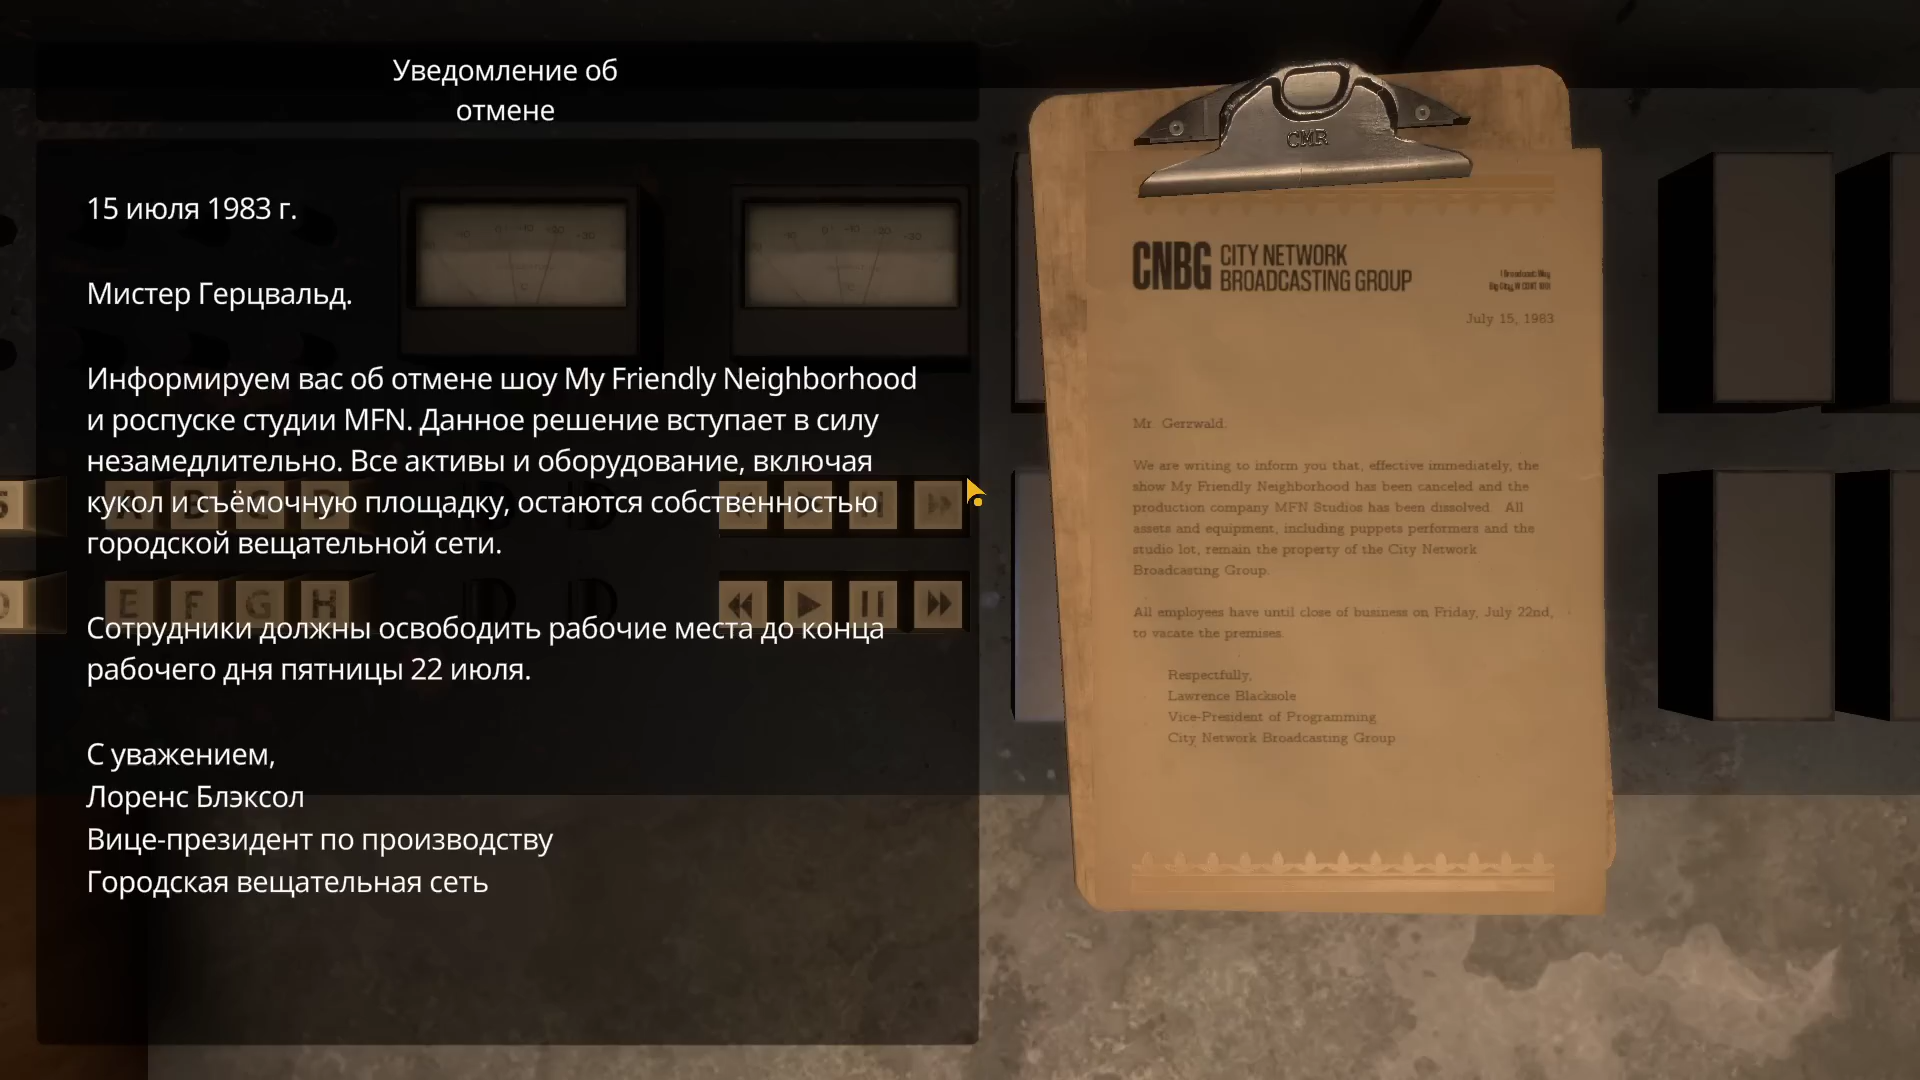 Уведомление об
отмене
15 июля 1983 г.
Мистер Герцвальд.
Информируем вас об отмене шоу My Friendly Neighborhood
и роспуске студии MFN. Данное решение вступает в силу
незамедлительно. Все активы и оборудование, включая
кукол и съёмочную площадку, остаются собственностью
городской вещательной сети.
Сотрудники должны освободить рабочие места до конца
рабочего дня пятницы 22 июля.
С уважением,
Лоренс Блэксол
Вице-президент по производству
Городская вещательная сеть
A B C D
E F G H
CMR
CNBG CITY NETWORK
BROADCASTING GROUP
July 15, 1983
Mr. Gerzwald.
We are writing to inform you that, effective immediately, the
show My Friendly Neighborhood has been canceled and the
production company MFN Studios has been dissolved. All
assets and equipment, including puppets performers and the
studio lot, remain the property of the City Network
Broadcasting Group.
All employees have until close of business on Friday, July 22nd,
to vacate the premises.
Respectfully,
Lawrence Blacksole
Vice-President of Programming
City Network Broadcasting Group